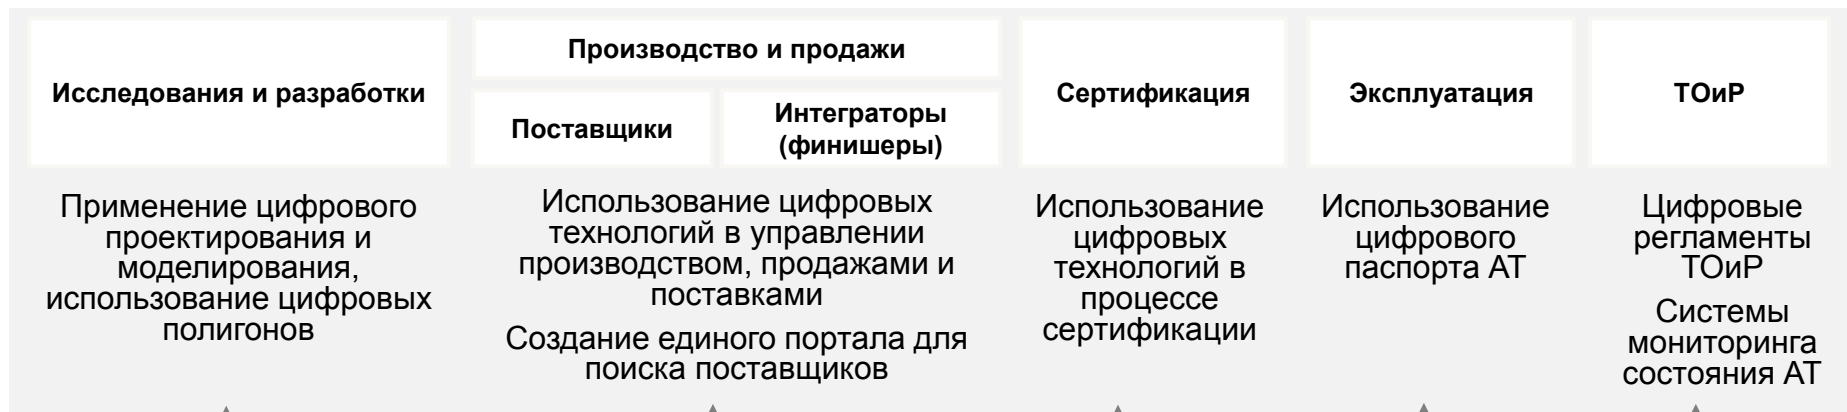 Исследования и разработки
Производство и продажи
Поставщики
Интеграторы
(финишеры)
Сертификация
Эксплуатация
ТОиР
Применение цифрового
проектирования и
моделирования,
использование цифровых
полигонов
Использование цифровых
технологий в управлении
производством, продажами и
поставками
Создание единого портала для
поиска поставщиков
Использование
цифровых
технологий в
процессе
сертификации
Использование
цифрового
паспорта АТ
Цифровые
регламенты
ТОиР
Системы
мониторинга
состояния АТ